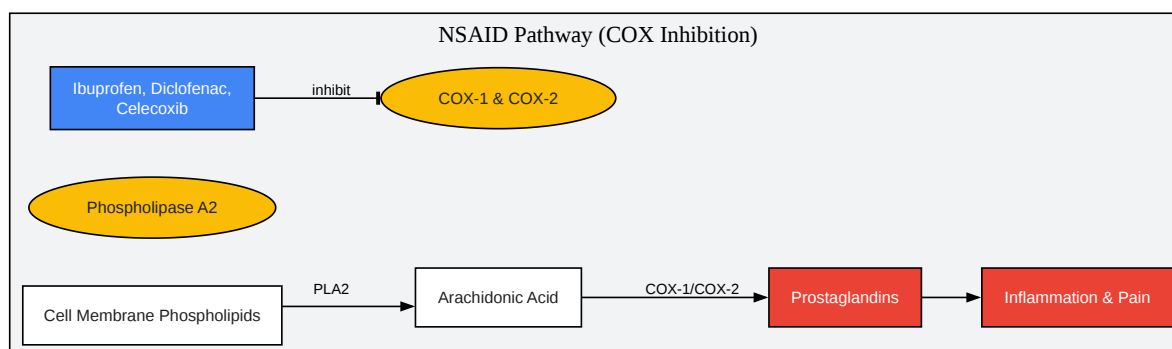 NSAID Pathway (COX Inhibition)
Ibuprofen, Diclofenac,
Celecoxib
inhibit
COX-1 & COX-2
Phospholipase A2
Cell Membrane Phospholipids
PLA2
Arachidonic Acid
COX-1/COX-2
Prostaglandins
Inflammation & Pain